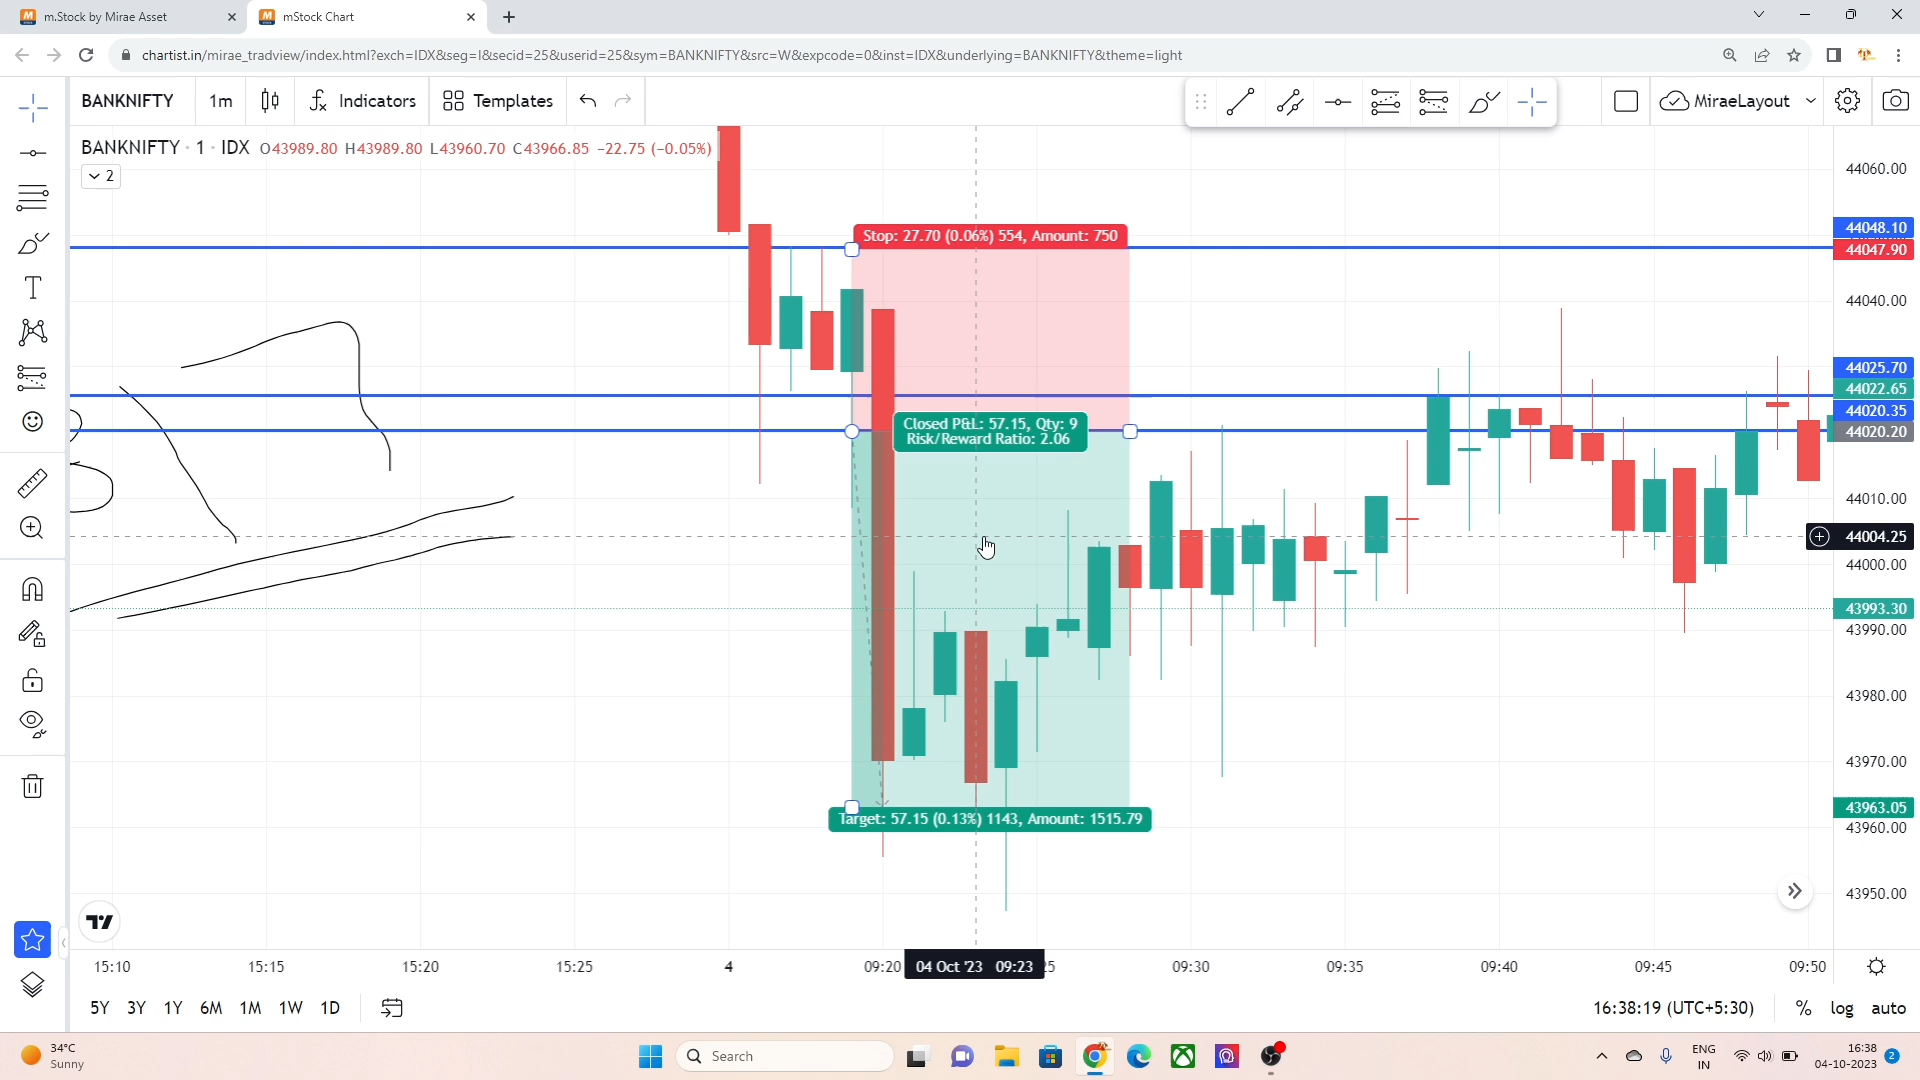 m.Stock by Mirae Asset
mStock Chart
chartist.in/mirae_tradview/index.html?exch=IDX&seg=I&secid=25&userid=25&sym=BANKNIFTY&src=W&expcode=0&inst=IDX&underlying=BANKNIFTY&theme=light
BANKNIFTY 1m Indicators Templates MiraeLayout
BANKNIFTY · 1 · IDX O43989.80 H43989.80 L43960.70 C43966.85 −22.75 (−0.05%)
2
44060.00
44048.10
Stop: 27.70 (0.06%) 554, Amount: 750
44047.90
44040.00
44025.70
44022.65
44020.35
Closed P&L: 57.15, Qty: 9
Risk/Reward Ratio: 2.06
44020.20
44010.00
44004.25
44000.00
43993.30
43990.00
43980.00
43970.00
43963.05
Target: 57.15 (0.13%) 1143, Amount: 1515.79
43960.00
43950.00
15:10 15:15 15:20 15:25 4 09:20 04 Oct '23 09:23 09:30 09:35 09:40 09:45 09:50
5Y 3Y 1Y 6M 1M 1W 1D 16:38:19 (UTC+5:30) % log auto
34°C
Sunny
Search
ENG
IN
16:38
04-10-2023
2